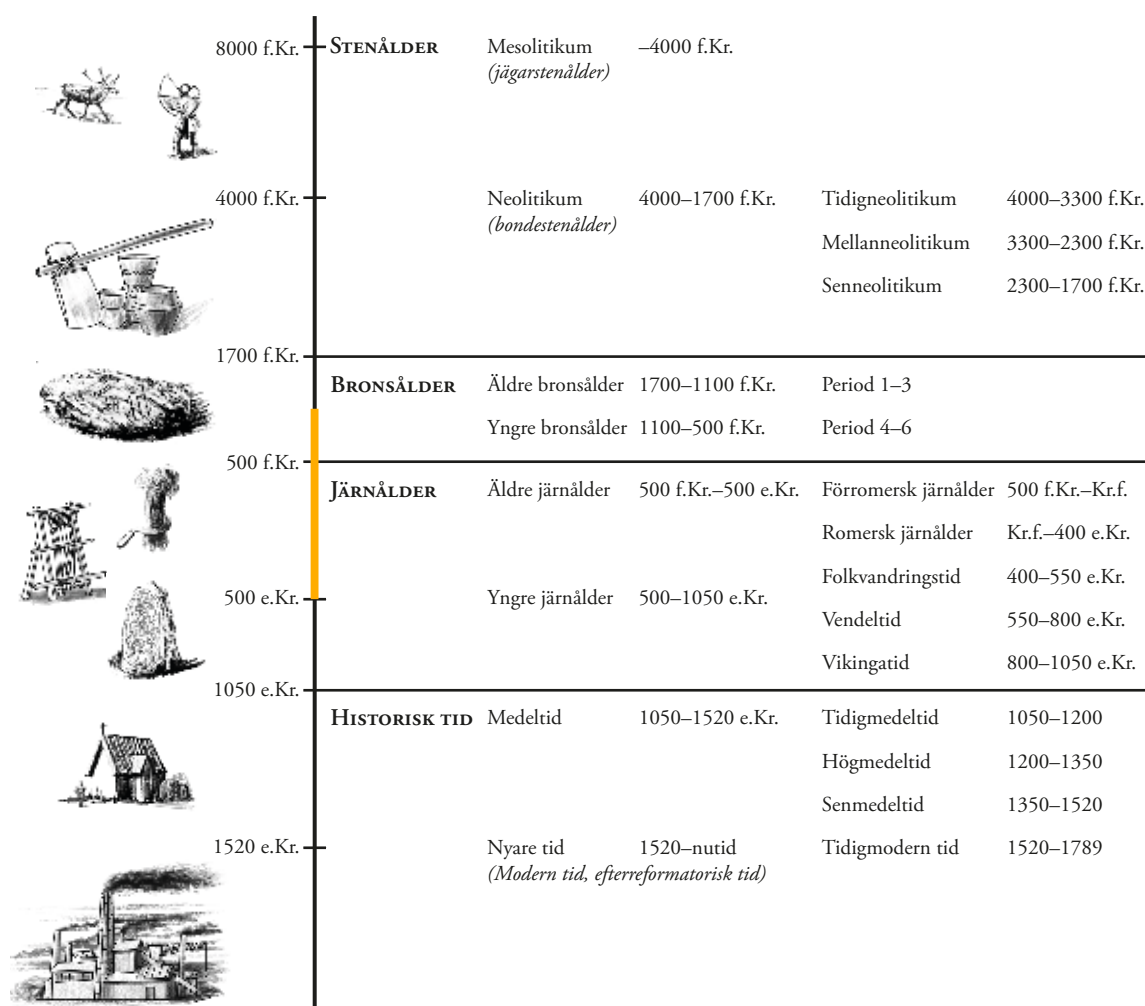 8000 f.Kr. STENÅLDER Mesolitikum –4000 f.Kr.
(jägarstenålder)
4000 f.Kr. Neolitikum 4000–1700 f.Kr. Tidigneolitikum 4000–3300 f.Kr.
(bondestenålder)
Mellanneolitikum 3300–2300 f.Kr.
Senneolitikum 2300–1700 f.Kr.
1700 f.Kr.
BRONSÅLDER Äldre bronsålder 1700–1100 f.Kr. Period 1–3
Yngre bronsålder 1100–500 f.Kr. Period 4–6
500 f.Kr.
JÄRNÅLDER Äldre järnålder 500 f.Kr.–500 e.Kr. Förromersk järnålder 500 f.Kr.–Kr.f.
Romersk järnålder Kr.f.–400 e.Kr.
Folkvandringstid 400–550 e.Kr.
500 e.Kr. Yngre järnålder 500–1050 e.Kr.
Vendeltid 550–800 e.Kr.
Vikingatid 800–1050 e.Kr.
1050 e.Kr.
HISTORISK TID Medeltid 1050–1520 e.Kr. Tidigmedeltid 1050–1200
Högmedeltid 1200–1350
Senmedeltid 1350–1520
1520 e.Kr. Nyare tid 1520–nutid Tidigmodern tid 1520–1789
(Modern tid, efterreformatorisk tid)